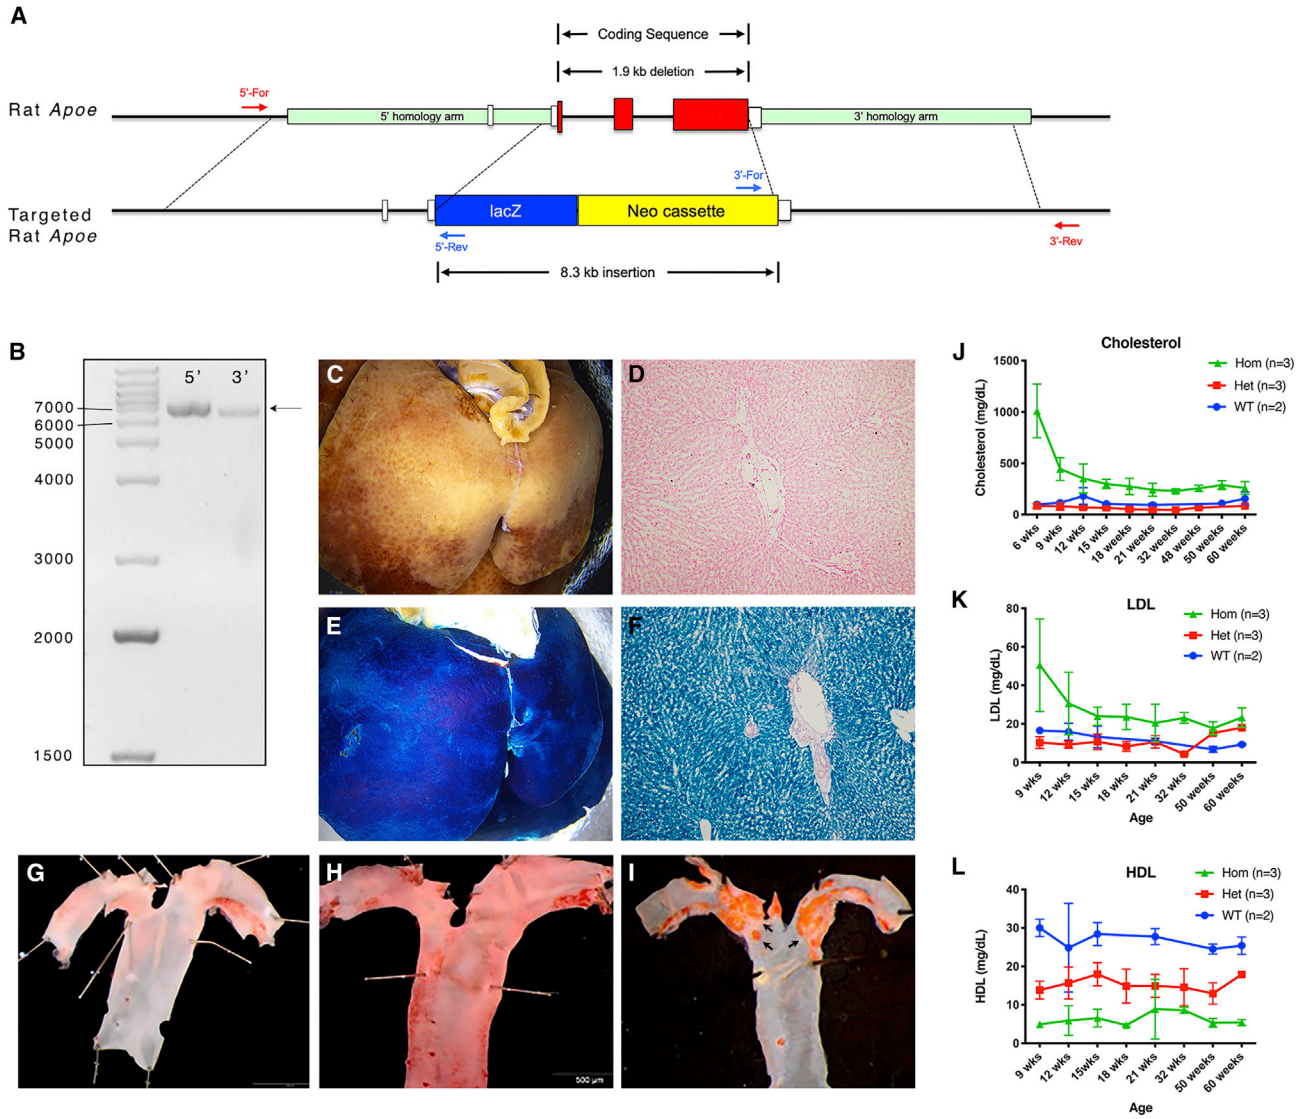 A
Coding Sequence
1.9 kb deletion
5'-For
Rat Apoe
5' homology arm
3' homology arm
3'-For
Targeted
Rat Apoe
lacZ
Neo cassette
5'-Rev
3'-Rev
8.3 kb insertion
B
5' 3'
7000
6000
5000
4000
3000
2000
1500
C
D
E
F
G
H
500 µm
I
J
Cholesterol
Hom (n=3)
Het (n=3)
WT (n=2)
Cholesterol (mg/dL)
1500
1000
500
0
6 wks
9 wks
12 wks
15 wks
18 weeks
21 weeks
32 weeks
48 weeks
50 weeks
60 weeks
K
LDL
Hom (n=3)
Het (n=3)
WT (n=2)
LDL (mg/dL)
80
60
40
20
0
9 wks
12 wks
15 wks
18 wks
21 wks
32 wks
50 weeks
60 weeks
Age
L
HDL
Hom (n=3)
Het (n=3)
WT (n=2)
HDL (mg/dL)
40
30
20
10
0
9 wks
12 wks
15wks
18 wks
21 wks
32 wks
50 weeks
60 weeks
Age